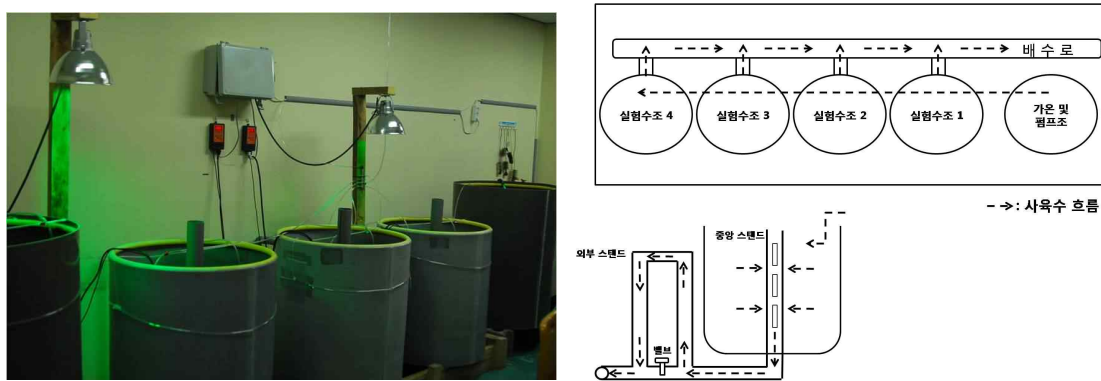 배 수 로
실험수조 4
실험수조 3
실험수조 2
실험수조 1
가온 및
펌프조
- ->: 사육수 흐름
중앙 스탠드
외부 스탠드
밸브